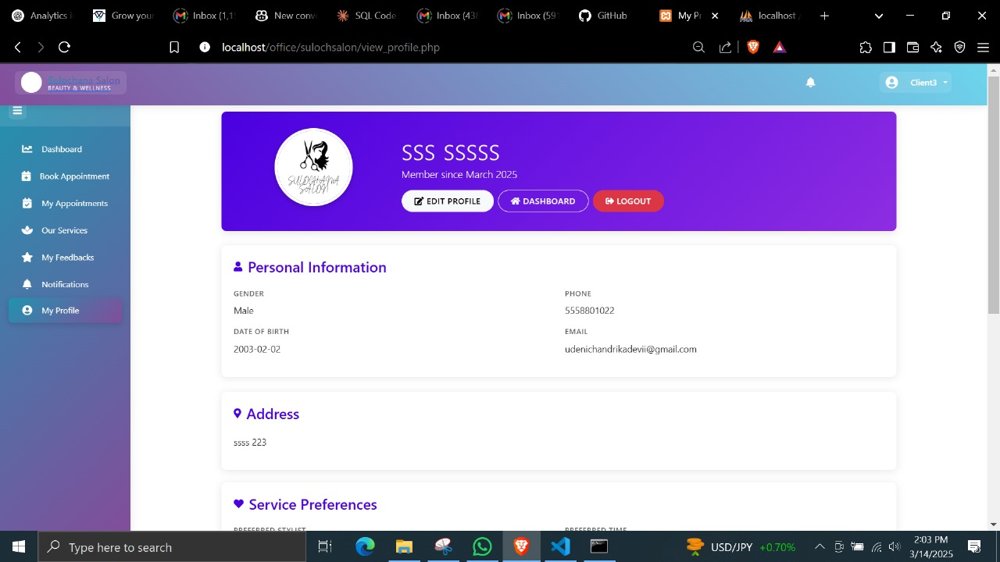 Analytics I
Grow your
Inbox (1,15
New conv
SQL Code
Inbox (438
Inbox (591
GitHub
My Pr
localhost /
localhost/office/sulochsalon/view_profile.php
Sulochana Salon
BEAUTY & WELLNESS
Client3
Dashboard
Book Appointment
My Appointments
Our Services
My Feedbacks
Notifications
My Profile
SULOCHANA
SALON
SSS SSSSS
Member since March 2025
EDIT PROFILE
DASHBOARD
LOGOUT
Personal Information
GENDER
PHONE
Male
5558801022
DATE OF BIRTH
EMAIL
2003-02-02
udenichandrikadevii@gmail.com
Address
ssss 223
Service Preferences
PREFERRED STYLIST
PREFERRED TIME
Type here to search
USD/JPY +0.70%
2:03 PM
3/14/2025